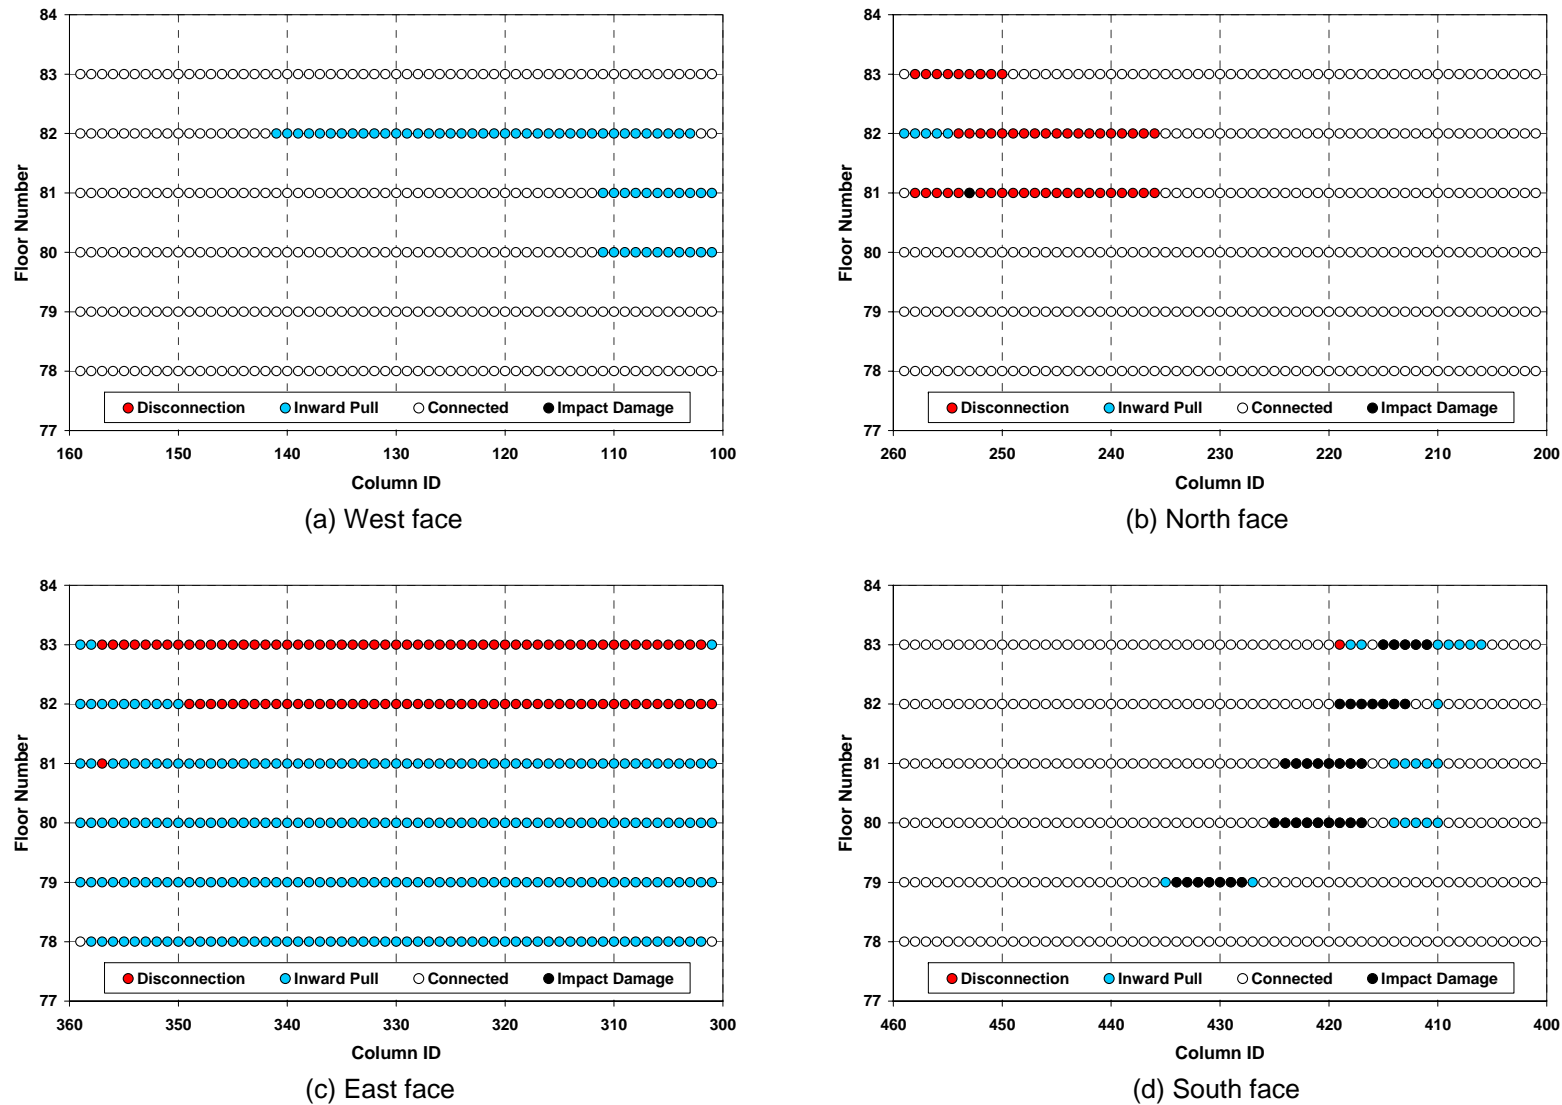 84
83
82
81
80
79
78
77
Floor Number
Disconnection Inward Pull Connected Impact Damage
160 150 140 130 120 110 100
Column ID
(a) West face
84
83
82
81
80
79
78
77
Floor Number
Disconnection Inward Pull Connected Impact Damage
260 250 240 230 220 210 200
Column ID
(b) North face
84
83
82
81
80
79
78
77
Floor Number
Disconnection Inward Pull Connected Impact Damage
360 350 340 330 320 310 300
Column ID
(c) East face
84
83
82
81
80
79
78
77
Floor Number
Disconnection Inward Pull Connected Impact Damage
460 450 440 430 420 410 400
Column ID
(d) South face